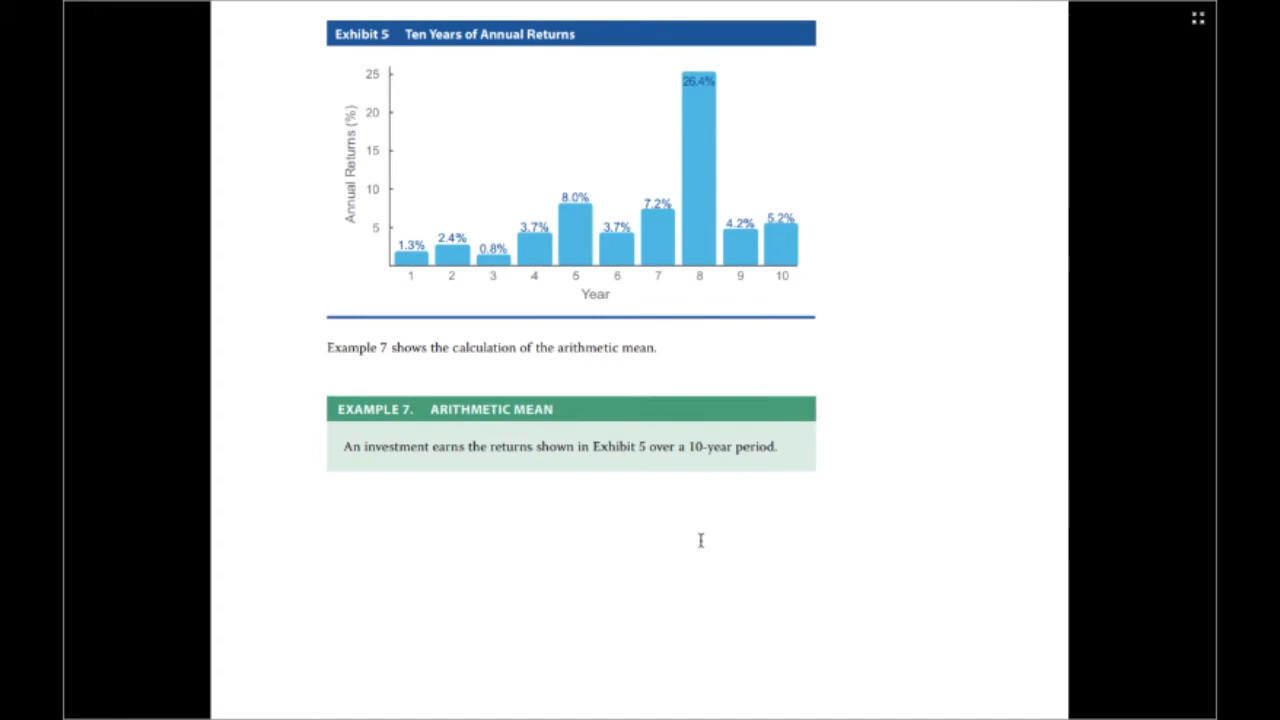 Exhibit 5 Ten Years of Annual Returns
Annual Returns (%)
25
20
15
10
5
1.3%
2.4%
0.8%
3.7%
8.0%
3.7%
7.2%
26.4%
4.2%
5.2%
1 2 3 4 5 6 7 8 9 10
Year
Example 7 shows the calculation of the arithmetic mean.
EXAMPLE 7. ARITHMETIC MEAN
An investment earns the returns shown in Exhibit 5 over a 10-year period.